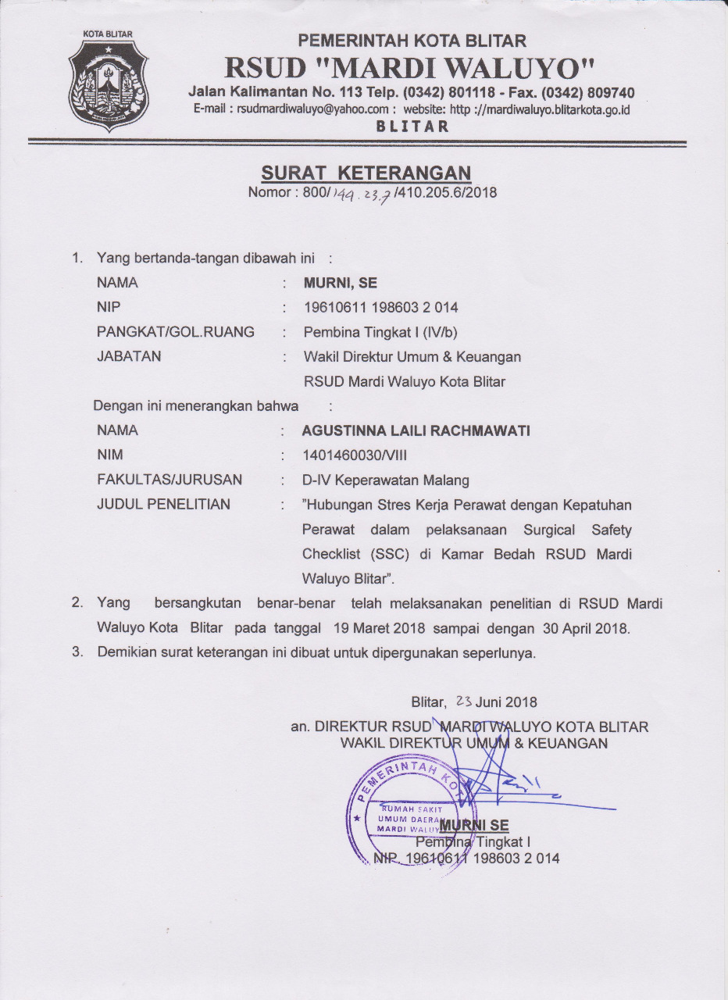 KOTA BLITAR
PEMERINTAH KOTA BLITAR
RSUD "MARDI WALUYO"
Jalan Kalimantan No. 113 Telp. (0342) 801118 - Fax. (0342) 809740
E-mail : rsudmardiwaluyo@yahoo.com : website: http ://mardiwaluyo.blitarkota.go.id
BLITAR
SURAT KETERANGAN
Nomor : 800/144.23.7/410.205.6/2018
1. Yang bertanda-tangan dibawah ini :
NAMA : MURNI, SE
NIP : 19610611 198603 2 014
PANGKAT/GOL.RUANG : Pembina Tingkat I (IV/b)
JABATAN : Wakil Direktur Umum & Keuangan
RSUD Mardi Waluyo Kota Blitar
Dengan ini menerangkan bahwa :
NAMA : AGUSTINNA LAILI RACHMAWATI
NIM : 1401460030/VIII
FAKULTAS/JURUSAN : D-IV Keperawatan Malang
JUDUL PENELITIAN : ”Hubungan Stres Kerja Perawat dengan Kepatuhan
Perawat dalam pelaksanaan Surgical Safety
Checklist (SSC) di Kamar Bedah RSUD Mardi
Waluyo Blitar”.
2. Yang bersangkutan benar-benar telah melaksanakan penelitian di RSUD Mardi
Waluyo Kota Blitar pada tanggal 19 Maret 2018 sampai dengan 30 April 2018.
3. Demikian surat keterangan ini dibuat untuk dipergunakan seperlunya.
Blitar, 23 Juni 2018
an. DIREKTUR RSUD MARDI WALUYO KOTA BLITAR
WAKIL DIREKTUR UMUM & KEUANGAN
PEMERINTAH KOTA
RUMAH SAKIT
UMUM DAERAH
MARDI WALUYO
MURNI SE
Pembina Tingkat I
NIP. 19610611 198603 2 014